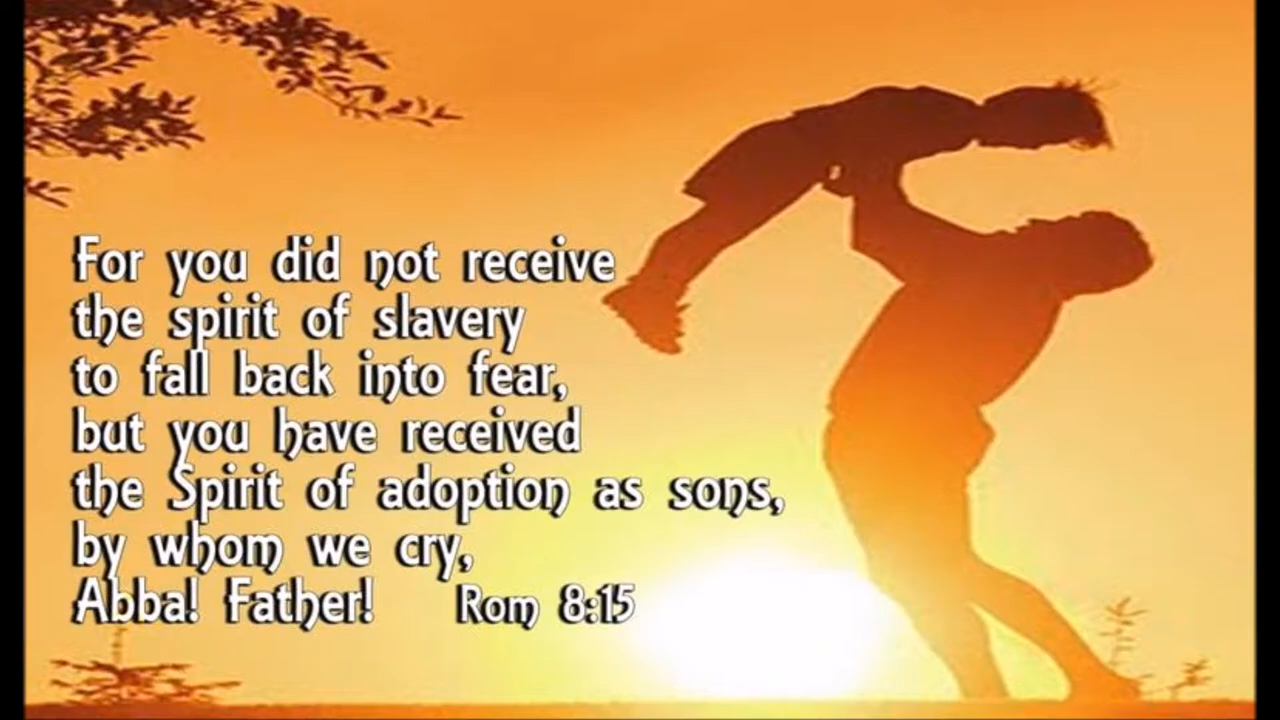 For you did not receive
the spirit of slavery
to fall back into fear,
but you have received
the Spirit of adoption as sons,
by whom we cry,
Abba! Father! Rom 8:15